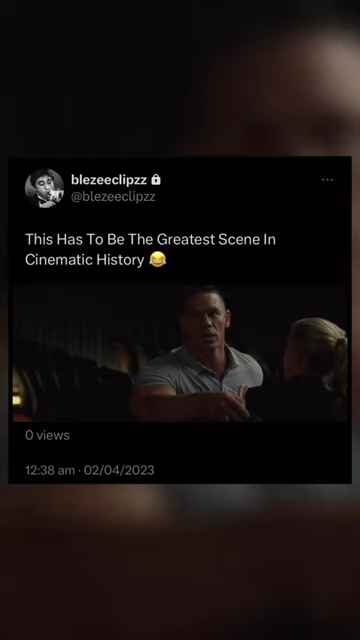 blezeeclipzz 🔒
@blezeeclipzz
This Has To Be The Greatest Scene In
Cinematic History 😂
0 views
12:38 am · 02/04/2023